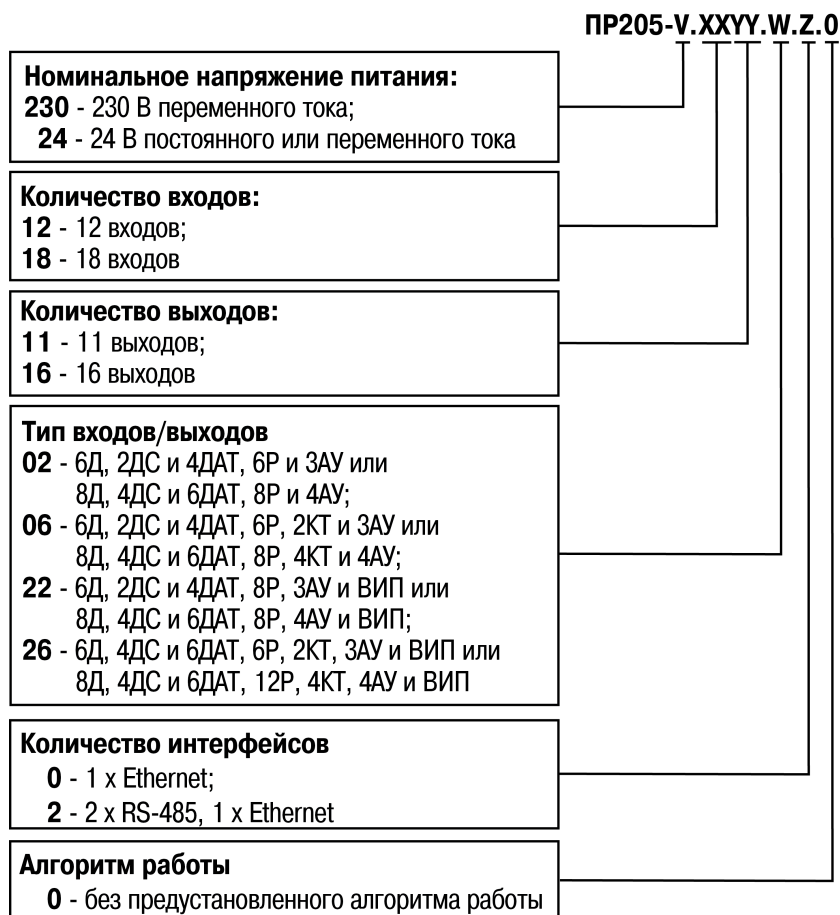 ПР205-V.XXYY.W.Z.0
Номинальное напряжение питания:
230 - 230 В переменного тока;
24 - 24 В постоянного или переменного тока
Количество входов:
12 - 12 входов;
18 - 18 входов
Количество выходов:
11 - 11 выходов;
16 - 16 выходов
Тип входов/выходов
02 - 6Д, 2ДС и 4ДАТ, 6Р и 3АУ или
8Д, 4ДС и 6ДАТ, 8Р и 4АУ;
06 - 6Д, 2ДС и 4ДАТ, 6Р, 2КТ и 3АУ или
8Д, 4ДС и 6ДАТ, 8Р, 4КТ и 4АУ;
22 - 6Д, 2ДС и 4ДАТ, 8Р, 3АУ и ВИП или
8Д, 4ДС и 6ДАТ, 8Р, 4АУ и ВИП;
26 - 6Д, 4ДС и 6ДАТ, 6Р, 2КТ, 3АУ и ВИП или
8Д, 4ДС и 6ДАТ, 12Р, 4КТ, 4АУ и ВИП
Количество интерфейсов
0 - 1 х Ethernet;
2 - 2 х RS-485, 1 х Ethernet
Алгоритм работы
0 - без предустановленного алгоритма работы